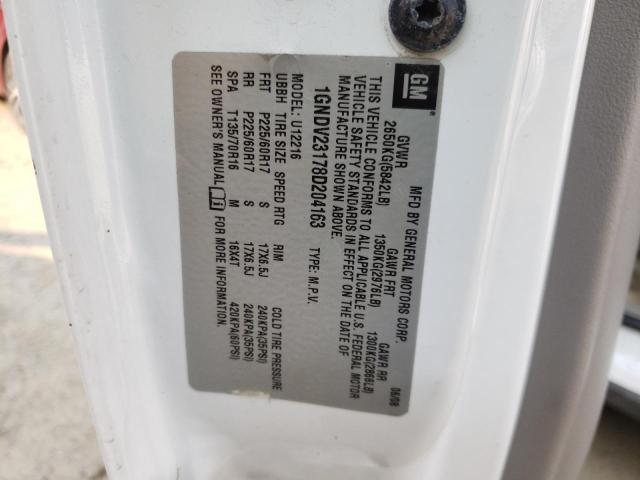 GM
MFD BY GENERAL MOTORS CORP. 06/08
GVWR GAWR FRT GAWR RR
2650KG(5842LB) 1350KG(2976LB) 1300KG(2866LB)
THIS VEHICLE CONFORMS TO ALL APPLICABLE U.S. FEDERAL MOTOR
VEHICLE SAFETY STANDARDS IN EFFECT ON THE DATE OF
MANUFACTURE SHOWN ABOVE.
1GNDV23178D204163 TYPE: M.P.V.
MODEL: U12216
UBBH TIRE SIZE SPEED RTG RIM COLD TIRE PRESSURE
FRT P225/60R17 S 17X6.5J 240KPA(35PSI)
RR P225/60R17 S 17X6.5J 240KPA(35PSI)
SPA T135/70R16 M 16X4T 420KPA(60PSI)
SEE OWNER'S MANUAL FOR MORE INFORMATION.